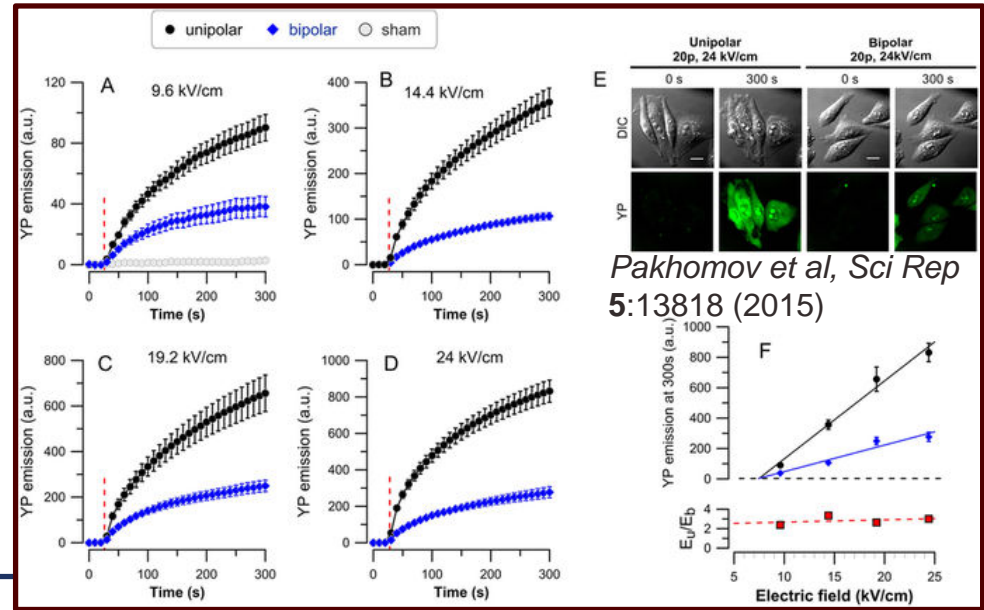 unipolar bipolar sham
A 9.6 kV/cm
YP emission (a.u.)
120
80
40
0
0 100 200 300
Time (s)
B 14.4 kV/cm
YP emission (a.u.)
400
300
200
100
0
0 100 200 300
Time (s)
C 19.2 kV/cm
YP emission (a.u.)
800
600
400
200
0
0 100 200 300
Time (s)
D 24 kV/cm
YP emission (a.u.)
1000
800
600
400
200
0
0 100 200 300
Time (s)
E
Unipolar Bipolar
20p, 24 kV/cm 20p, 24kV/cm
0 s 300 s 0 s 300 s
DIC
YP
Pakhomov et al, Sci Rep
5:13818 (2015)
F
YP emission at 300s (a.u.)
1000
800
600
400
200
0
Eu/Eb
4
2
0
5 10 15 20 25
Electric field (kV/cm)